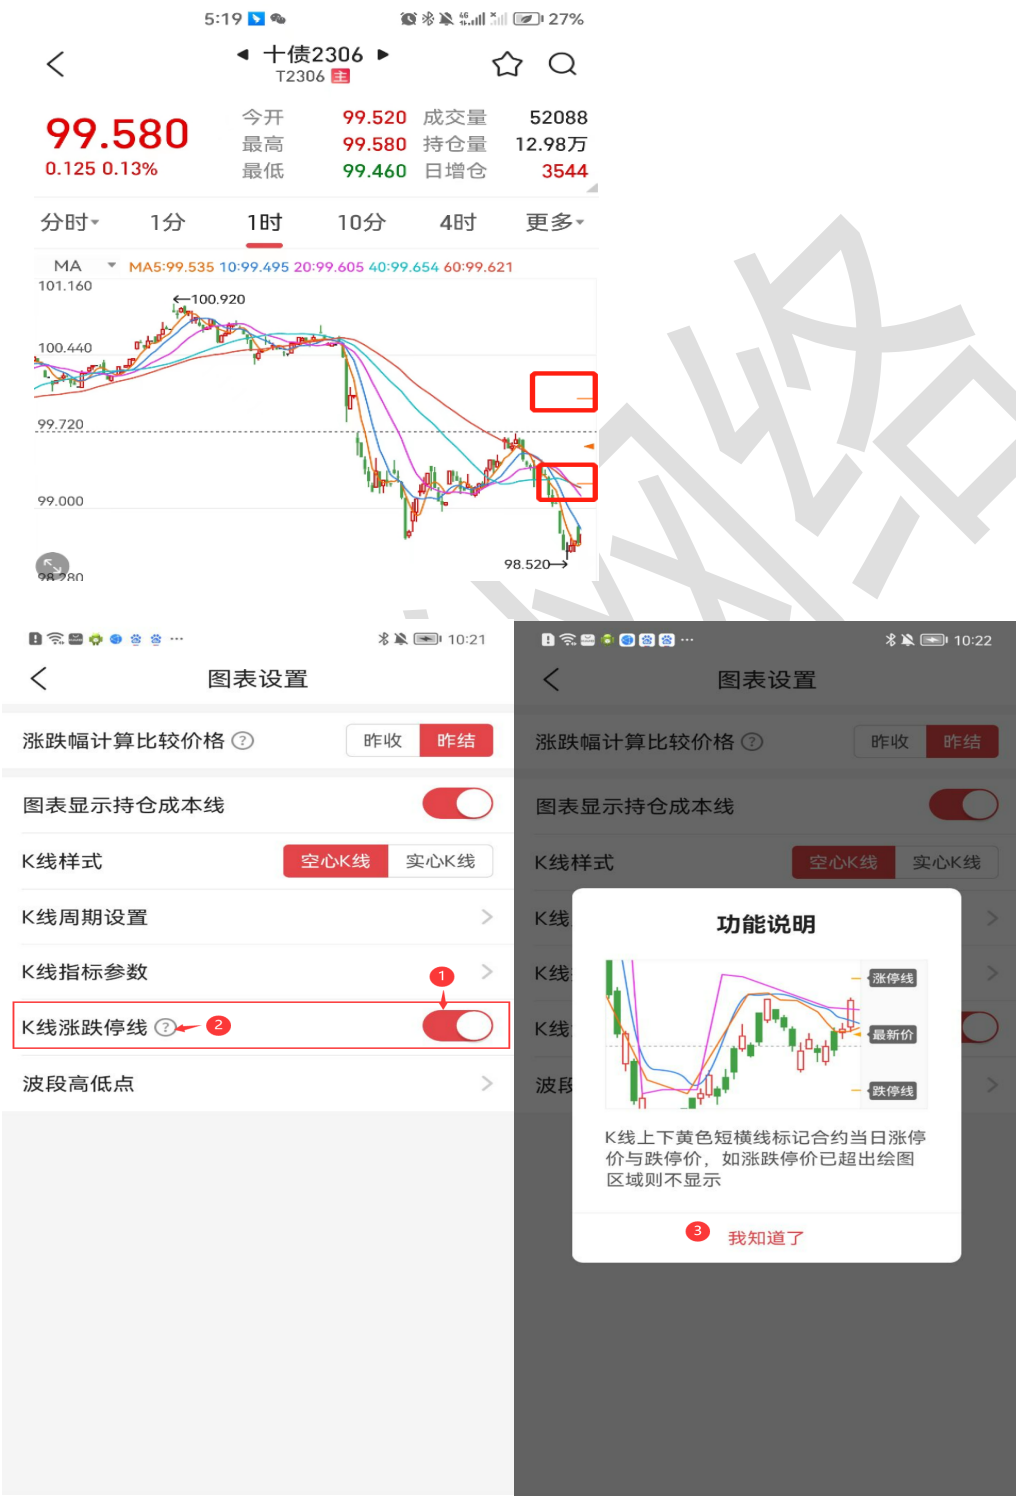 5:19
27%
十债2306
T2306 主
99.580
0.125 0.13%
今开 99.520 成交量 52088
最高 99.580 持仓量 12.98万
最低 99.460 日增仓 3544
分时 1分 1时 10分 4时 更多
MA MA5:99.535 10:99.495 20:99.605 40:99.654 60:99.621
101.160
100.920
100.440
99.720
99.000
98.520
98.280
网络
10:21
图表设置
涨跌幅计算比较价格 ? 昨收 昨结
图表显示持仓成本线
K线样式 空心K线 实心K线
K线周期设置
K线指标参数
1
K线涨跌停线 ? 2
波段高低点
10:22
图表设置
涨跌幅计算比较价格 ? 昨收 昨结
图表显示持仓成本线
K线样式 空心K线 实心K线
K线
K线
K线
波段
功能说明
涨停线
最新价
跌停线
K线上下黄色短横线标记合约当日涨停
价与跌停价，如涨跌停价已超出绘图
区域则不显示
3 我知道了